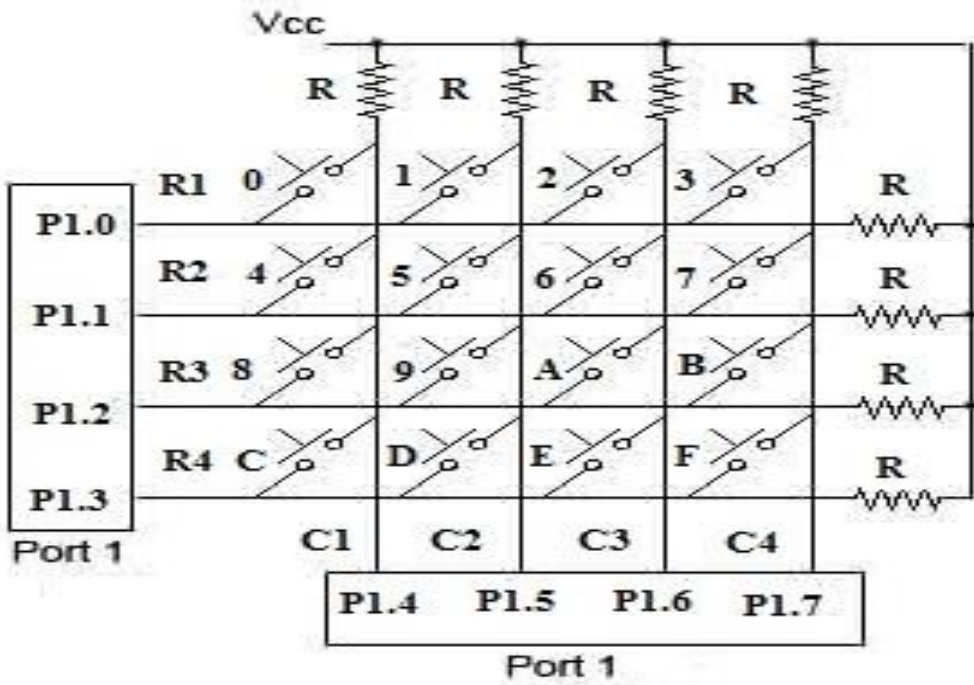 Vcc
R R R R
R1 0 1 2 3 R
P1.0
R2 4 5 6 7 R
P1.1
R3 8 9 A B R
P1.2
R4 C D E F R
P1.3
Port 1
C1 C2 C3 C4
P1.4 P1.5 P1.6 P1.7
Port 1